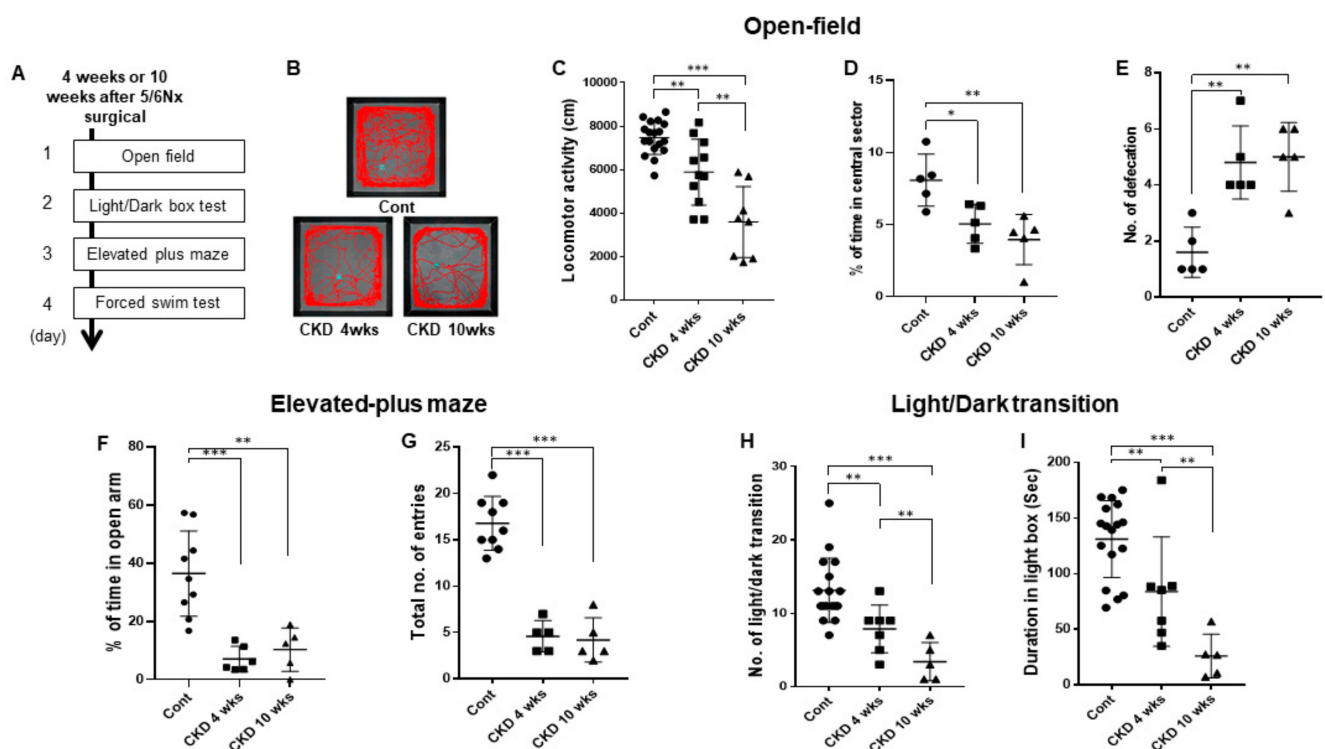 Open-field
A
4 weeks or 10
weeks after 5/6Nx
surgical
1 Open field
2 Light/Dark box test
3 Elevated plus maze
4 Forced swim test
(day)
B
Cont
CKD 4wks
CKD 10wks
C
Locomotor activity (cm)
10000
8000
6000
4000
2000
0
***
**
**
Cont
CKD 4 wks
CKD 10 wks
D
% of time in central sector
15
10
5
0
**
*
Cont
CKD 4 wks
CKD 10 wks
E
No. of defecation
8
6
4
2
0
**
**
Cont
CKD 4 wks
CKD 10 wks
Elevated-plus maze
F
% of time in open arm
80
60
40
20
0
**
***
Cont
CKD 4 wks
CKD 10 wks
G
Total no. of entries
25
20
15
10
5
0
***
***
Cont
CKD 4 wks
CKD 10 wks
Light/Dark transition
H
No. of light/dark transition
30
20
10
0
***
**
**
Cont
CKD 4 wks
CKD 10 wks
I
Duration in light box (Sec)
200
150
100
50
0
***
**
**
Cont
CKD 4 wks
CKD 10 wks